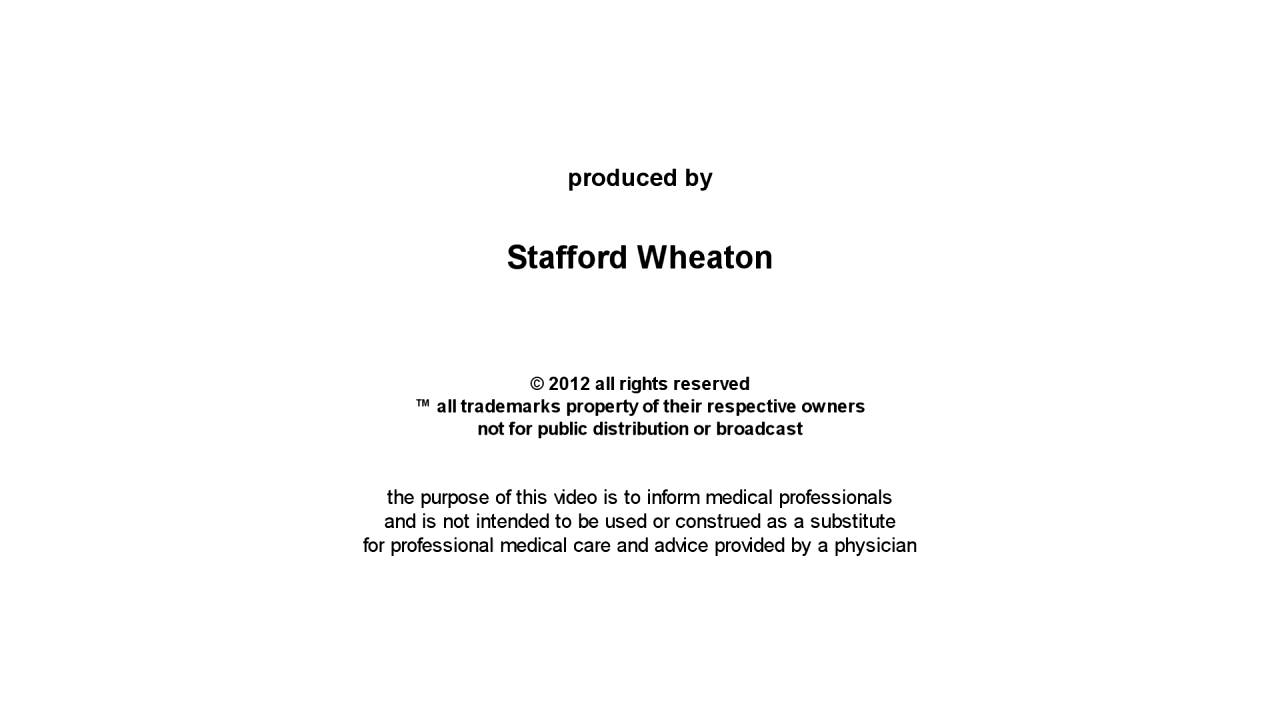 produced by
Stafford Wheaton
© 2012 all rights reserved
™ all trademarks property of their respective owners
not for public distribution or broadcast
the purpose of this video is to inform medical professionals
and is not intended to be used or construed as a substitute
for professional medical care and advice provided by a physician